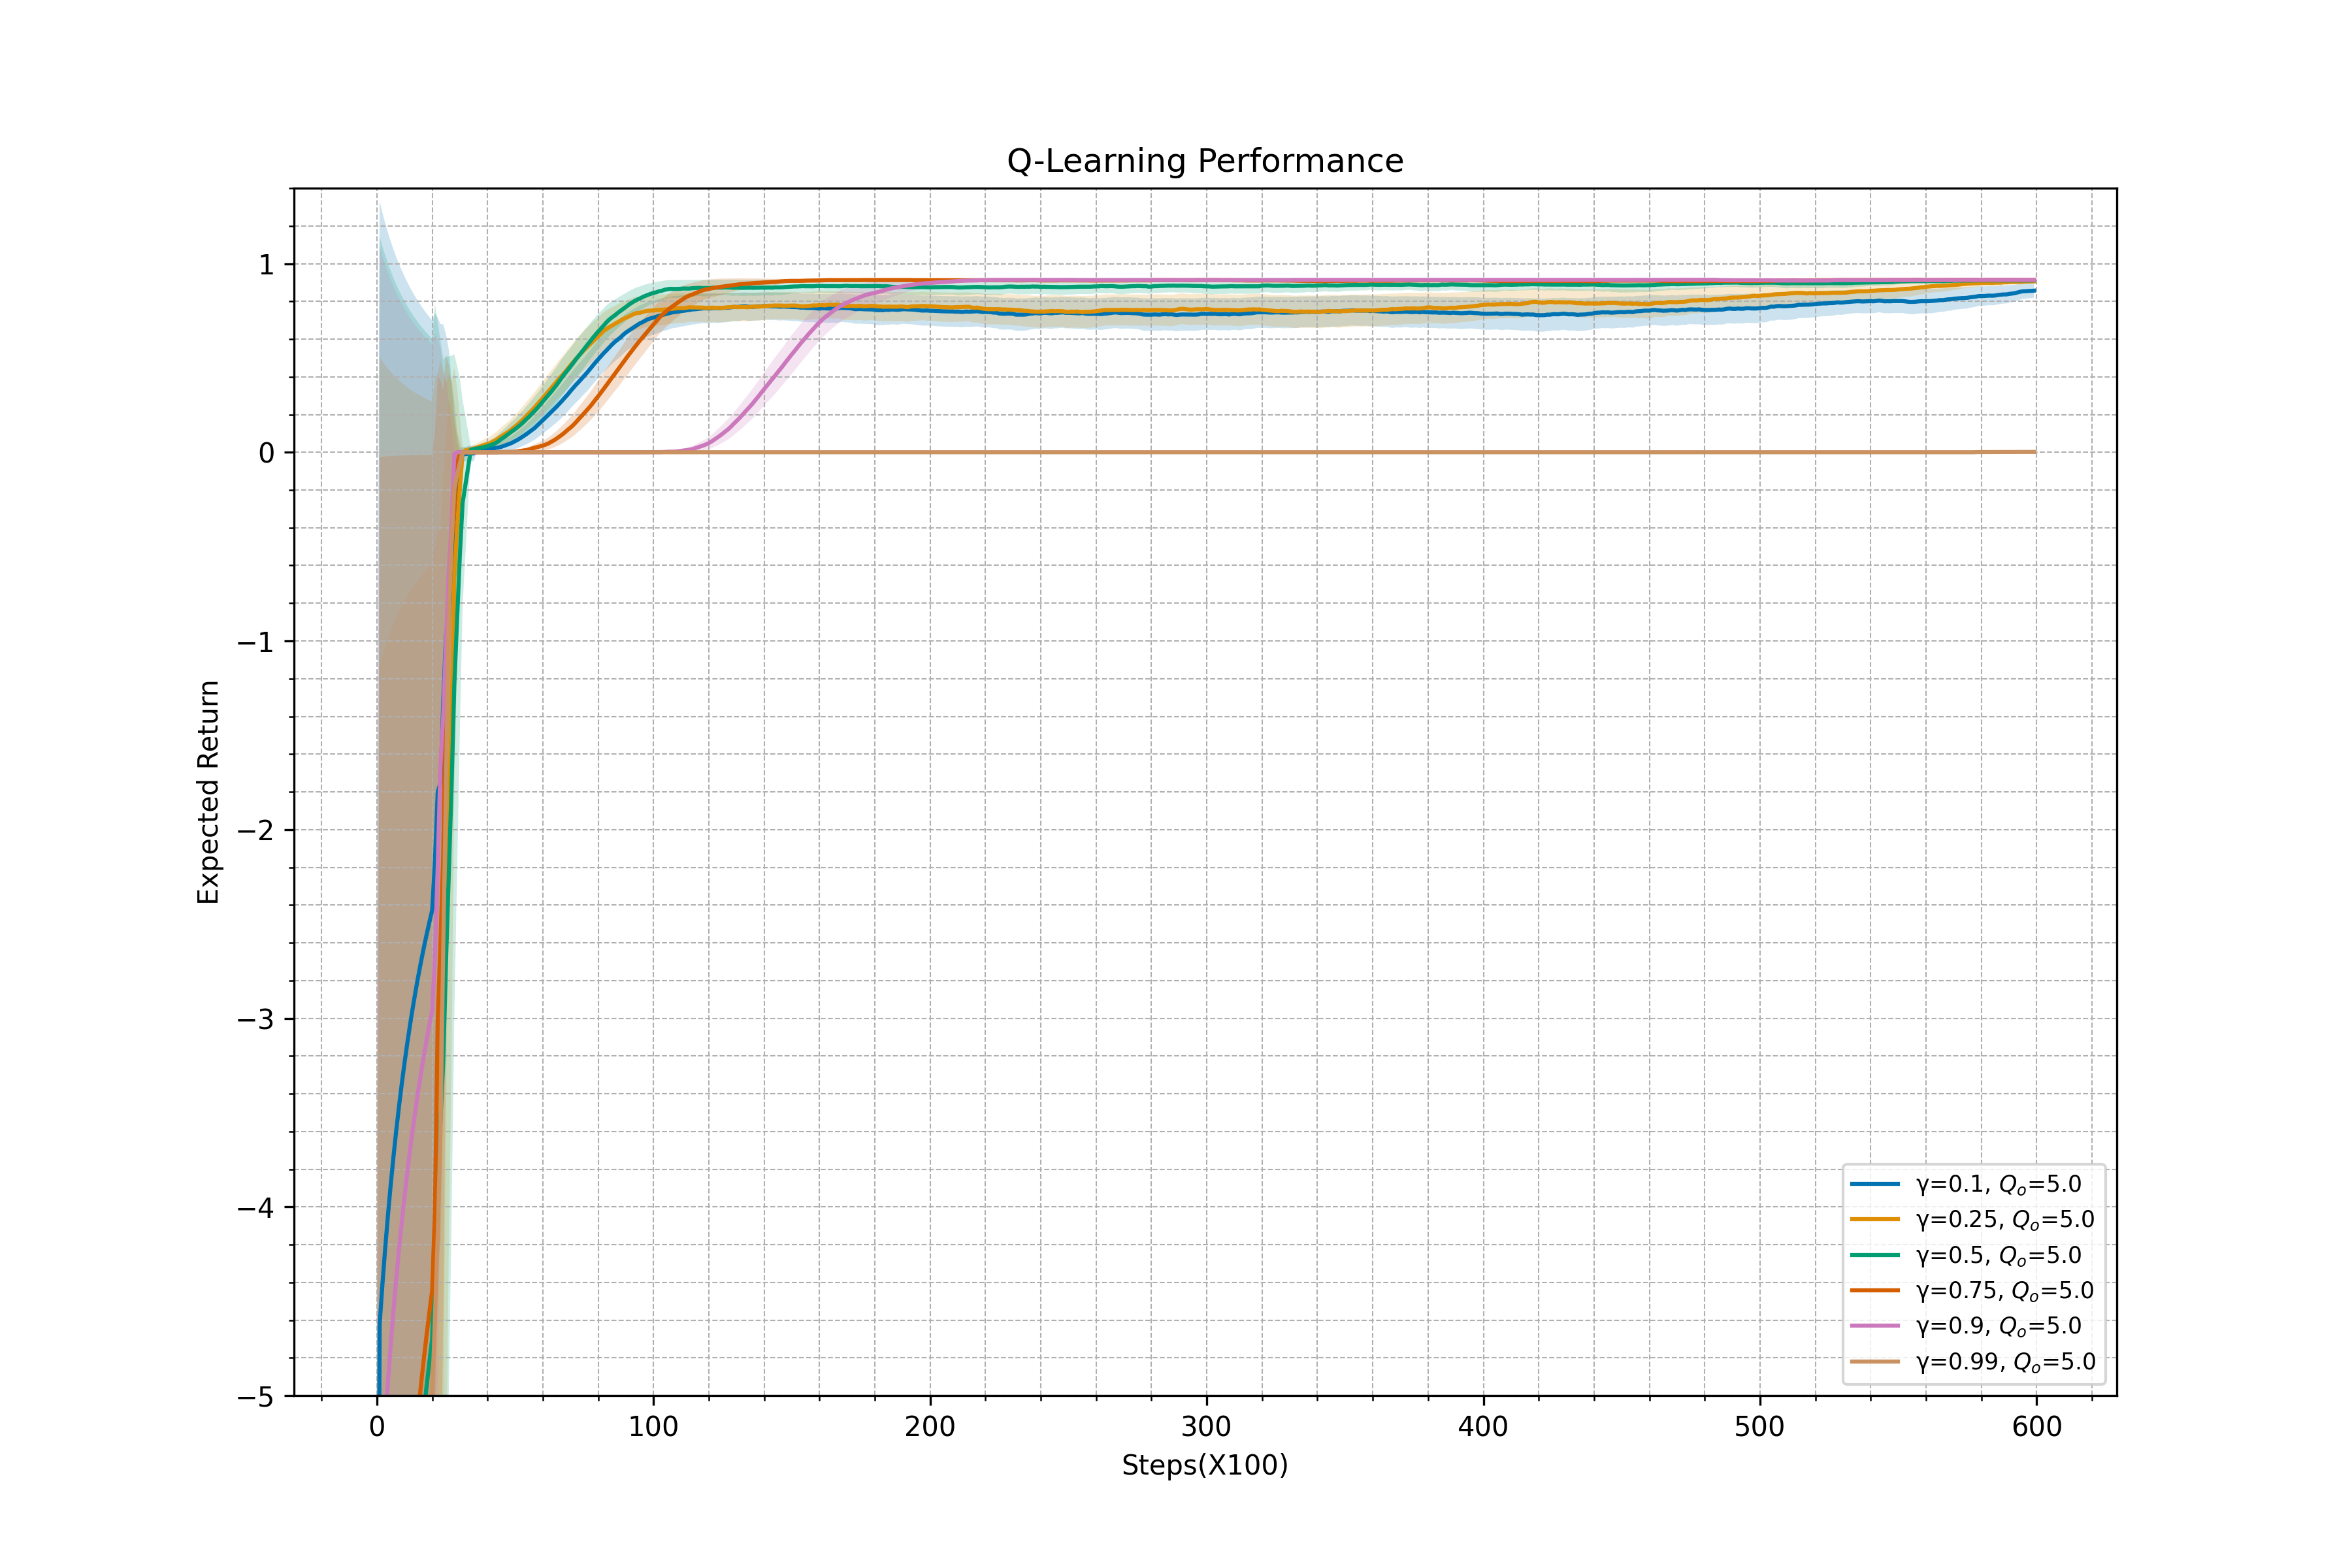 Q-Learning Performance
Expected Return
1
0
−1
−2
−3
−4
−5
0 100 200 300 400 500 600
Steps(X100)
γ=0.1, Qₒ=5.0
γ=0.25, Qₒ=5.0
γ=0.5, Qₒ=5.0
γ=0.75, Qₒ=5.0
γ=0.9, Qₒ=5.0
γ=0.99, Qₒ=5.0